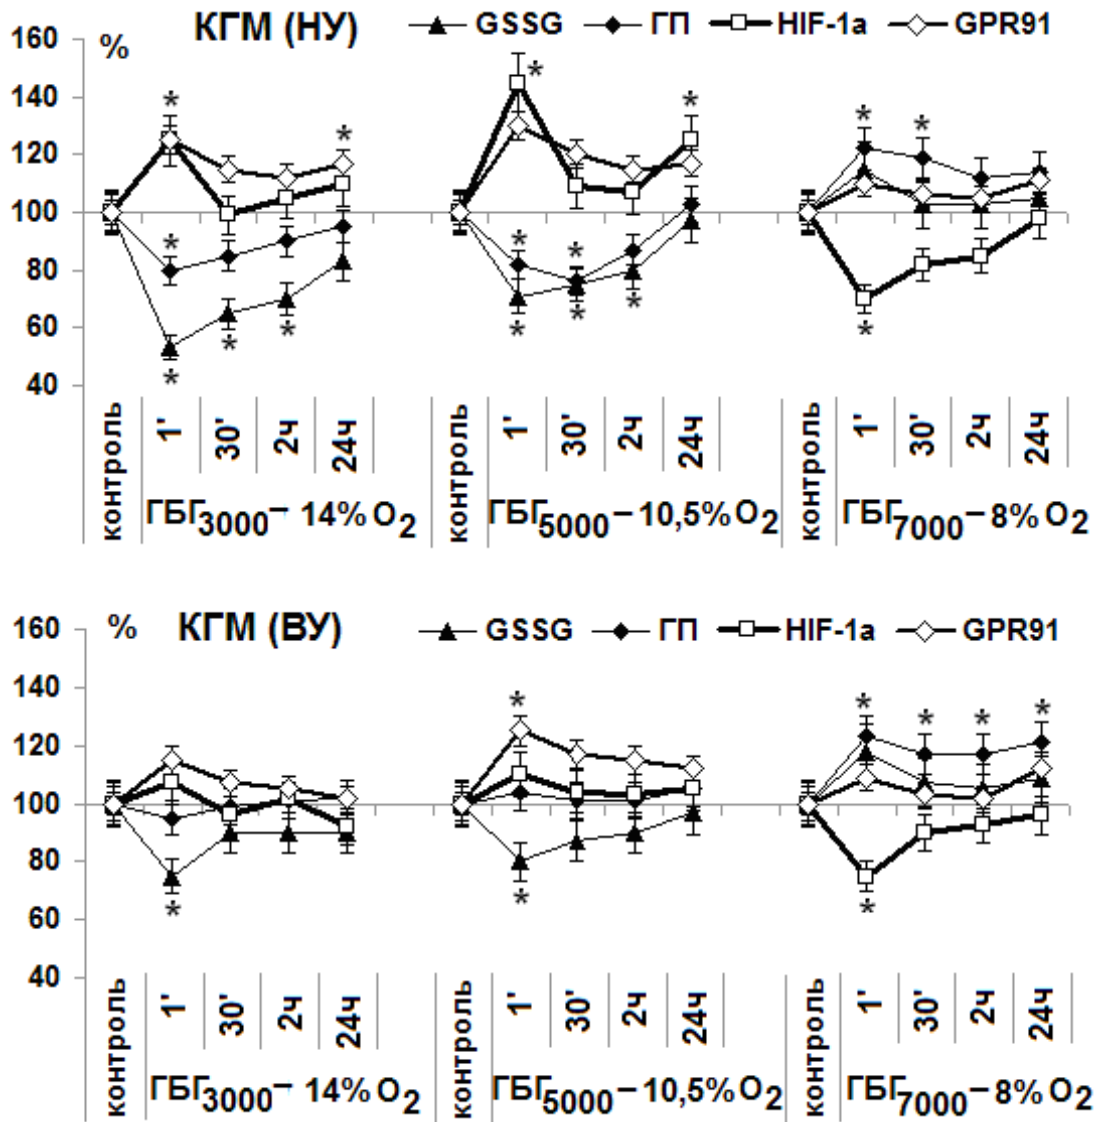 КГМ (НУ) GSSG ГП HIF-1a GPR91
%
160
140
120
100
80
60
40
* * * * * * *
* * * * * * *
* * *
контроль 1' 30' 2ч 24ч контроль 1' 30' 2ч 24ч контроль 1' 30' 2ч 24ч
ГБГ3000 – 14% O2 ГБГ5000 – 10,5% O2 ГБГ7000 – 8% O2
КГМ (ВУ) GSSG ГП HIF-1a GPR91
%
160
140
120
100
80
60
40
*
* *
* * * * *
контроль 1' 30' 2ч 24ч контроль 1' 30' 2ч 24ч контроль 1' 30' 2ч 24ч
ГБГ3000 – 14% O2 ГБГ5000 – 10,5% O2 ГБГ7000 – 8% O2